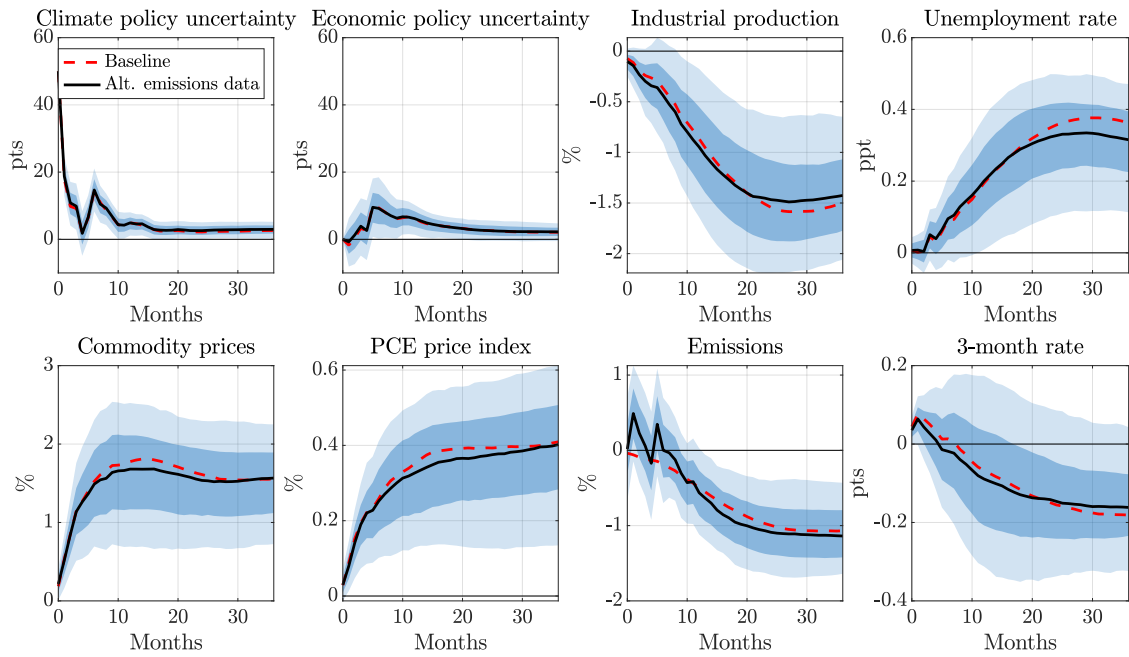 Climate policy uncertainty
60
40
20
0
pts
0 10 20 30
Months
Baseline
Alt. emissions data
Economic policy uncertainty
60
40
20
0
pts
0 10 20 30
Months
Industrial production
0
-0.5
-1
-1.5
-2
%
0 10 20 30
Months
Unemployment rate
0.6
0.4
0.2
0
ppt
0 10 20 30
Months
Commodity prices
3
2
1
0
%
0 10 20 30
Months
PCE price index
0.6
0.4
0.2
0
%
0 10 20 30
Months
Emissions
1
0
-1
-2
%
0 10 20 30
Months
3-month rate
0.2
0
-0.2
-0.4
pts
0 10 20 30
Months